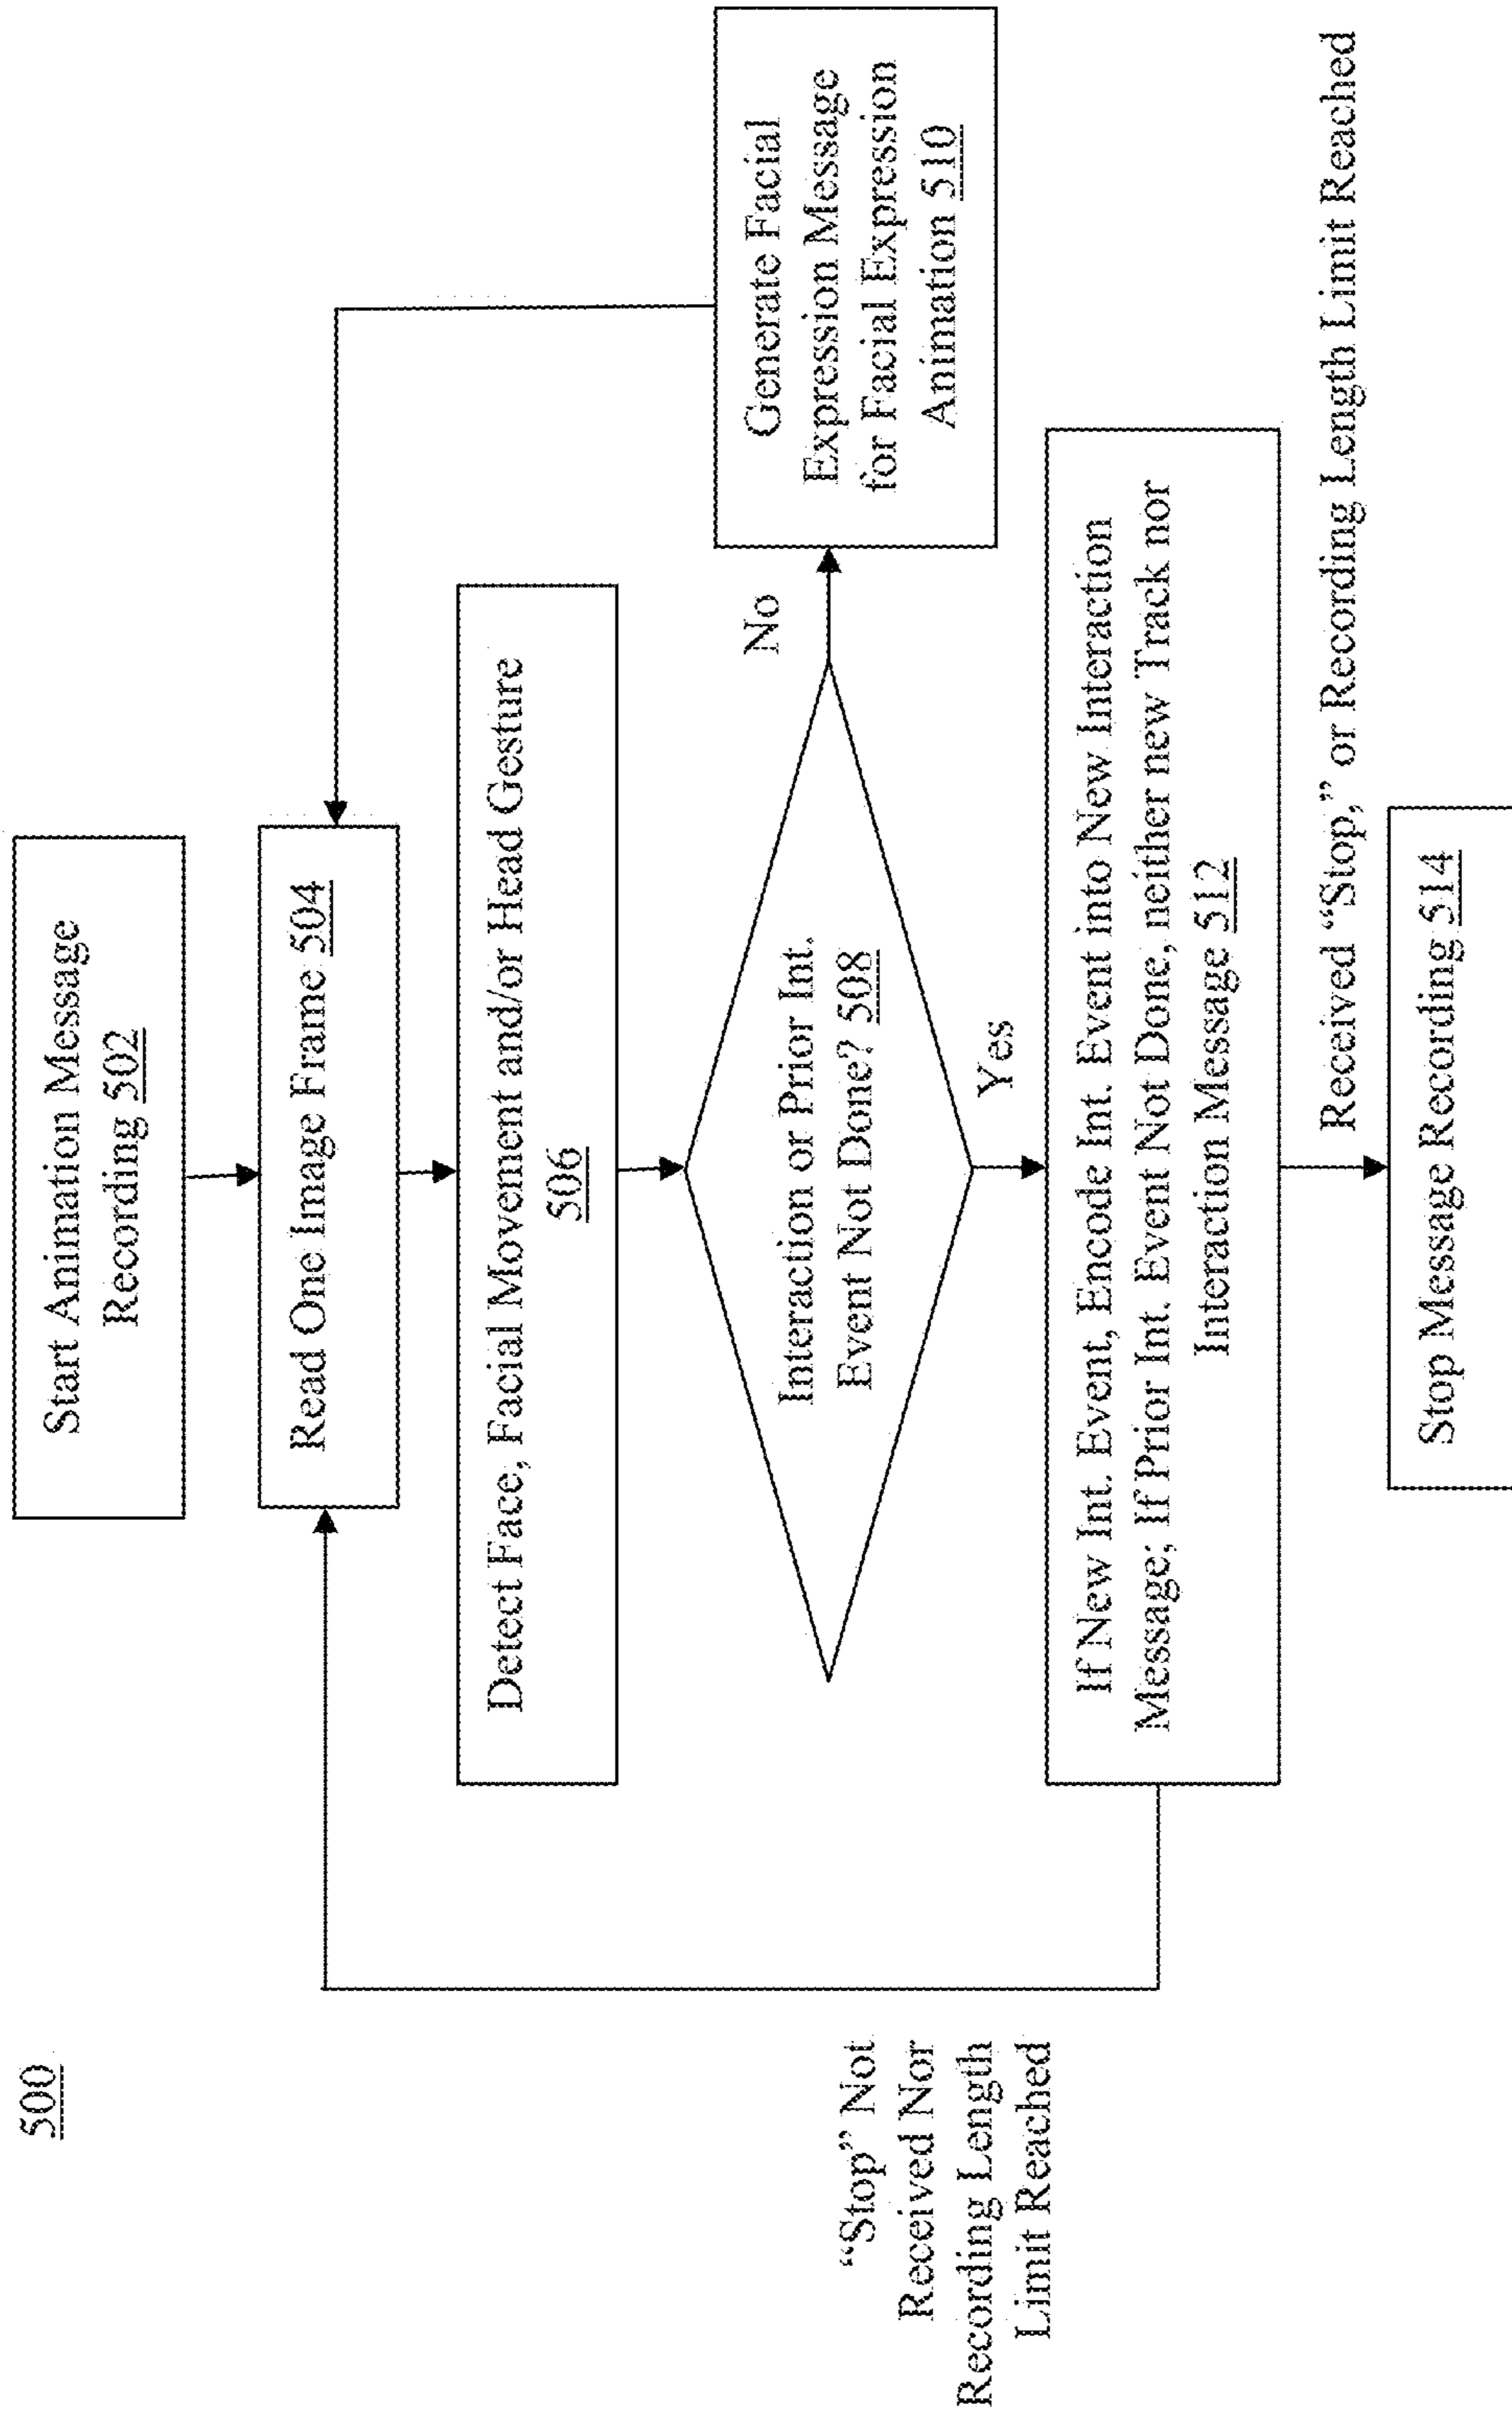 500
Start Animation Message
Recording 502
Read One Image Frame 504
Detect Face, Facial Movement and/or Head Gesture
506
Interaction or Prior Int.
Event Not Done? 508
No
Generate Facial
Expression Message
for Facial Expression
Animation 510
Yes
If New Int. Event, Encode Int. Event into New Interaction
Message; If Prior Int. Event Not Done, neither new Track nor
Interaction Message 512
“Stop” Not
Received Nor
Recording Length
Limit Reached
Received “Stop,” or Recording Length Limit Reached
Stop Message Recording 514